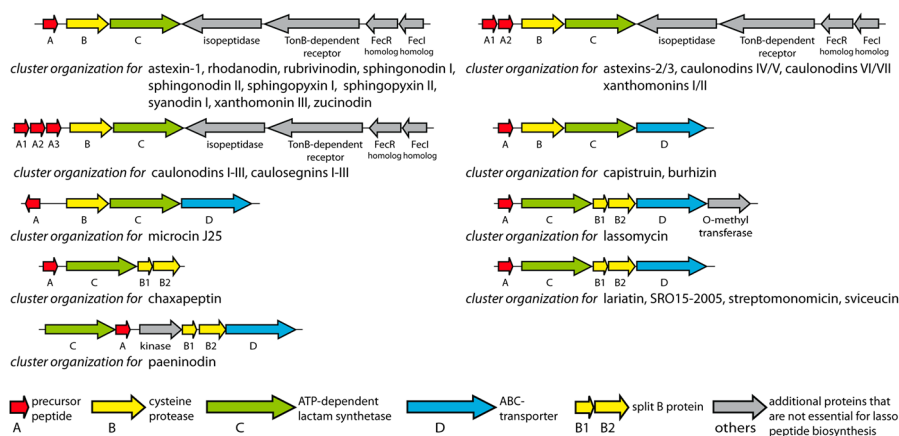 A B C isopeptidase TonB-dependent receptor FecR homolog FecI homolog
cluster organization for astexin-1, rhodanodin, rubrivinodin, sphingonodin I,
sphingonodin II, sphingopyxin I, sphingopyxin II,
syanodin I, xanthomonin III, zucinodin
A1 A2 B C isopeptidase TonB-dependent receptor FecR homolog FecI homolog
cluster organization for astexins-2/3, caulonodins IV/V, caulonodins VI/VII
xanthomonins I/II
A1 A2 A3 B C isopeptidase TonB-dependent receptor FecR homolog FecI homolog
cluster organization for caulonodins I-III, caulosegnins I-III
A B C D
cluster organization for capistruin, burhizin
A B C D
cluster organization for microcin J25
A C B1 B2 D O-methyl transferase
cluster organization for lassomycin
A C B1 B2
cluster organization for chaxapeptin
A C B1 B2 D
cluster organization for lariatin, SRO15-2005, streptomonomicin, sviceucin
C A kinase B1 B2 D
cluster organization for paeninodin
A precursor peptide
B cysteine protease
C ATP-dependent lactam synthetase
D ABC-transporter
B1 B2 split B protein
others additional proteins that are not essential for lasso peptide biosynthesis